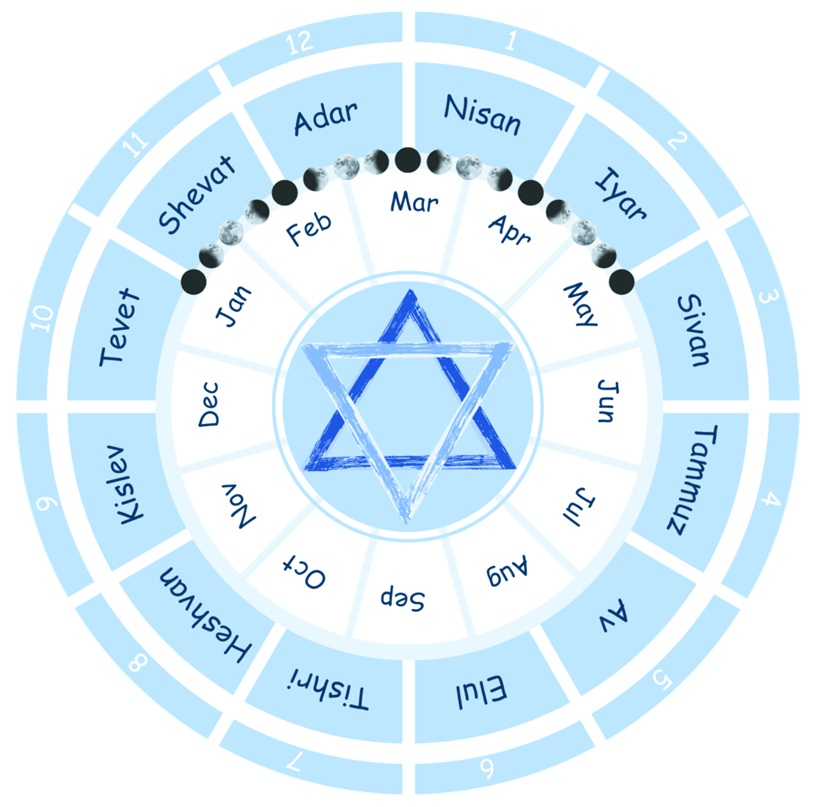 1
2
3
4
5
6
7
8
9
10
11
12
Nisan
Iyar
Sivan
Tammuz
Av
Elul
Tishri
Heshvan
Kislev
Tevet
Shevat
Adar
Jan
Feb
Mar
Apr
May
Jun
Jul
Aug
Sep
Oct
Nov
Dec